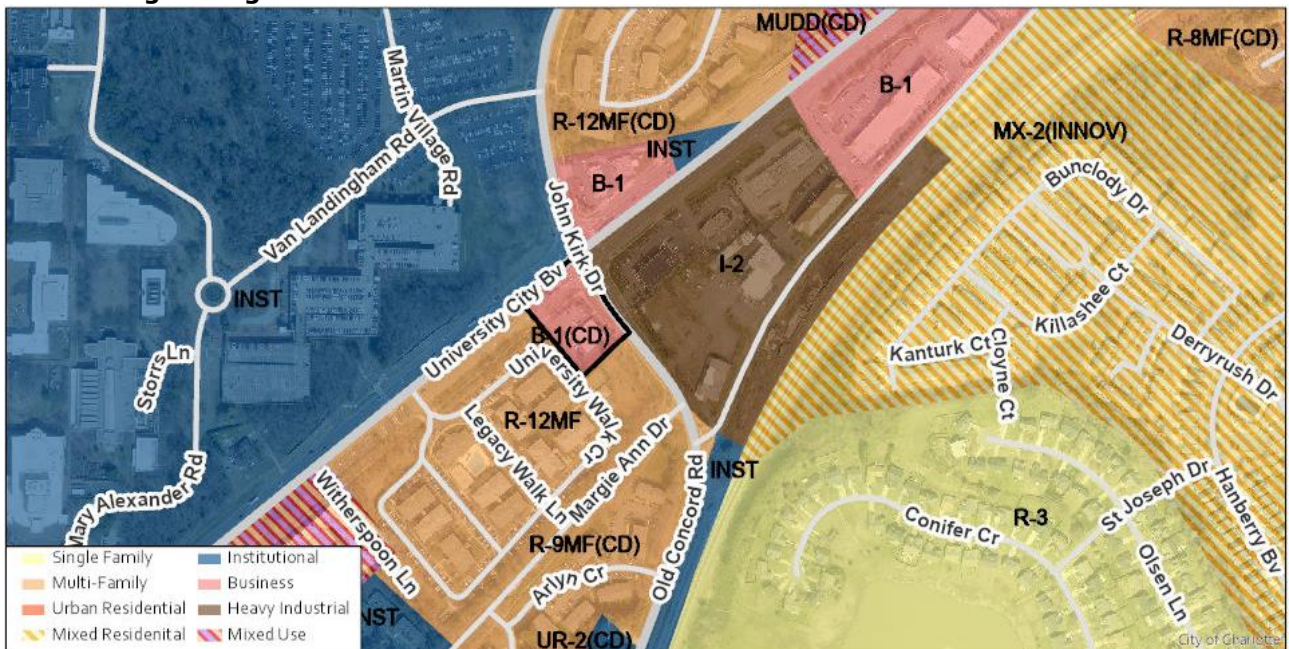 MUDD(CD)
R-8MF(CD)
B-1
R-12MF(CD)
MX-2(INNOV)
INST
B-1
Martin Village Rd
Van Landingham Rd
John Kirk Dr
Bunclody Dr
I-2
INST
University City Bv
B-1(CD)
Killashee Ct
Kanturk Ct
Cloyne Ct
Derryrush Dr
Storrs Ln
University Walk Cr
R-12MF
Legacy Walk Ln
Margie Ann Dr
INST
Mary Alexander Rd
Witherspoon Ln
Old Concord Rd
Conifer Cr
R-3
St Joseph Dr
Hanberry Bv
Olsen Ln
R-9MF(CD)
Arlyn Cr
NST
UR-2(CD)
Single Family
Institutional
Multi-Family
Business
Urban Residential
Heavy Industrial
Mixed Residenital
Mixed Use
City of Charlotte